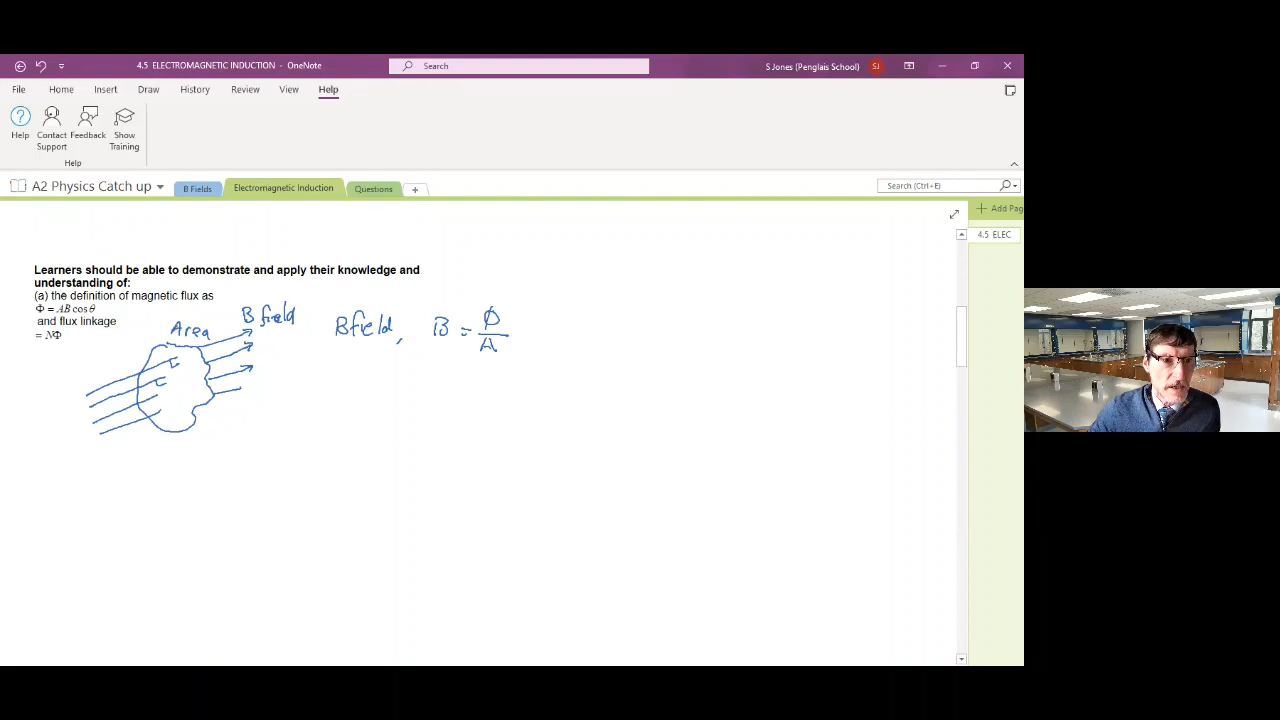 4.5 ELECTROMAGNETIC INDUCTION - OneNote
Search
S Jones (Penglais School)
SJ
File
Home
Insert
Draw
History
Review
View
Help
Help
Contact Support
Feedback
Show Training
Help
A2 Physics Catch up
B Fields
Electromagnetic Induction
Questions
+
Search (Ctrl+E)
+ Add Pag
4.5 ELEC
Learners should be able to demonstrate and apply their knowledge and
understanding of:
(a) the definition of magnetic flux as
Φ = AB cos θ
and flux linkage
= NΦ
Area
B field
B field, B = Φ / A